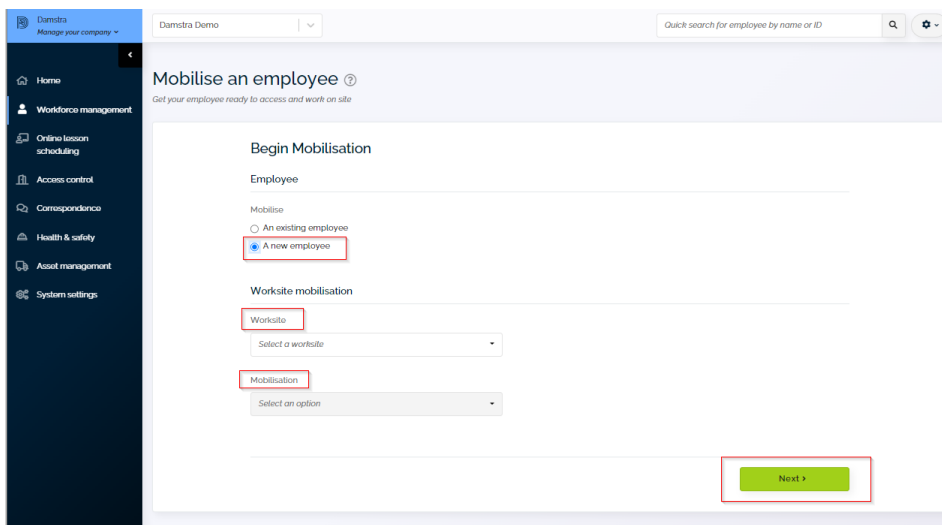 Damstra
Manage your company
Damstra Demo
Quick search for employee by name or ID
Home
Workforce management
Online lesson
scheduling
Access control
Correspondence
Health & safety
Asset management
System settings
Mobilise an employee
Get your employee ready to access and work on site
Begin Mobilisation
Employee
Mobilise
An existing employee
A new employee
Worksite mobilisation
Worksite
Select a worksite
Mobilisation
Select an option
Next >